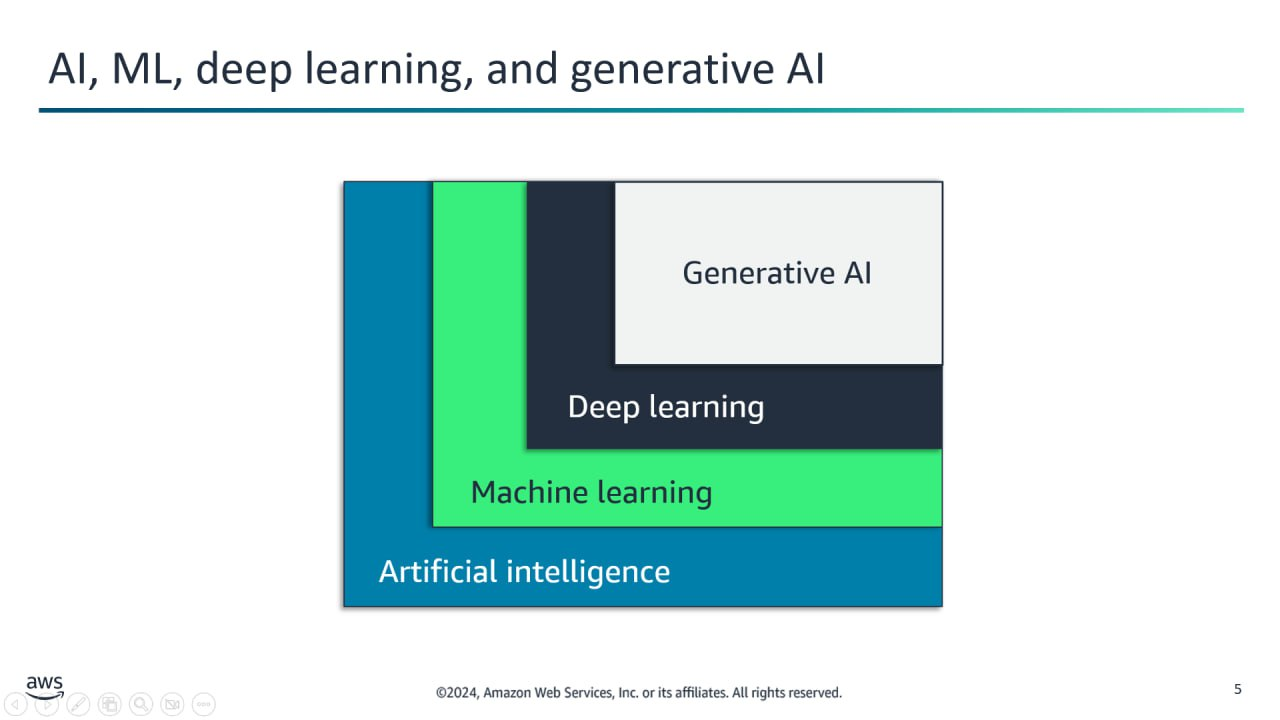 AI, ML, deep learning, and generative AI
Generative AI
Deep learning
Machine learning
Artificial intelligence
aws
©2024, Amazon Web Services, Inc. or its affiliates. All rights reserved.
5